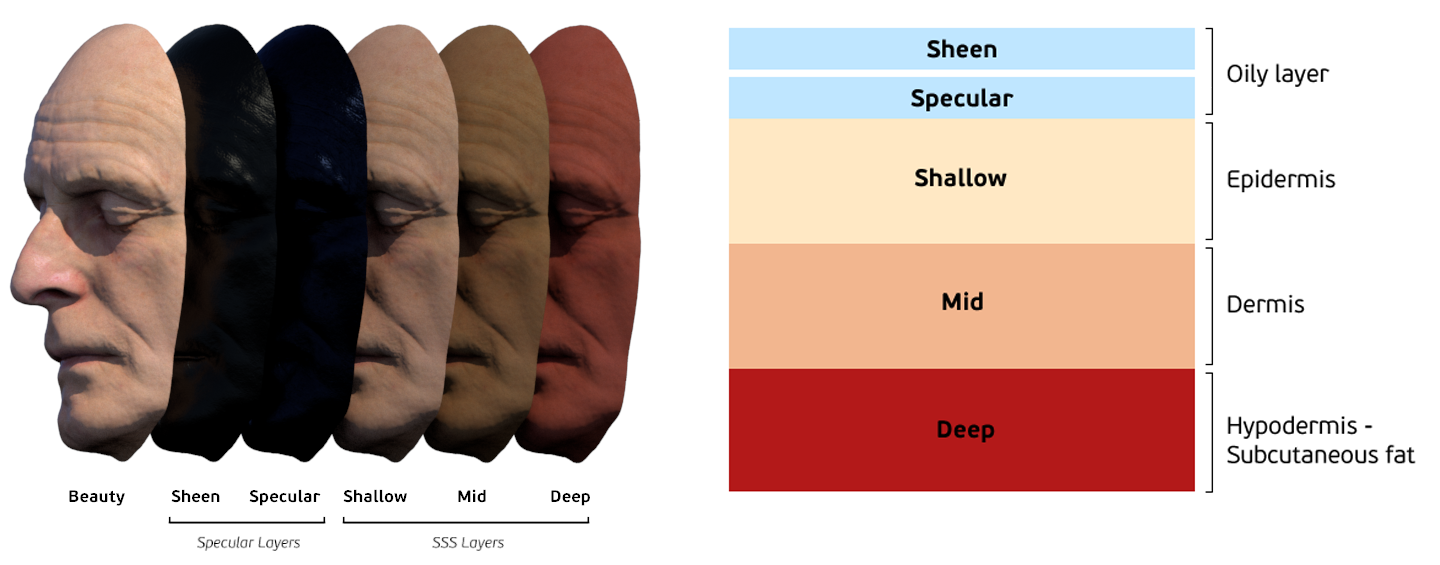 Beauty
Sheen
Specular
Shallow
Mid
Deep
Specular Layers
SSS Layers
Sheen
Specular
Shallow
Mid
Deep
Oily layer
Epidermis
Dermis
Hypodermis -
Subcutaneous fat